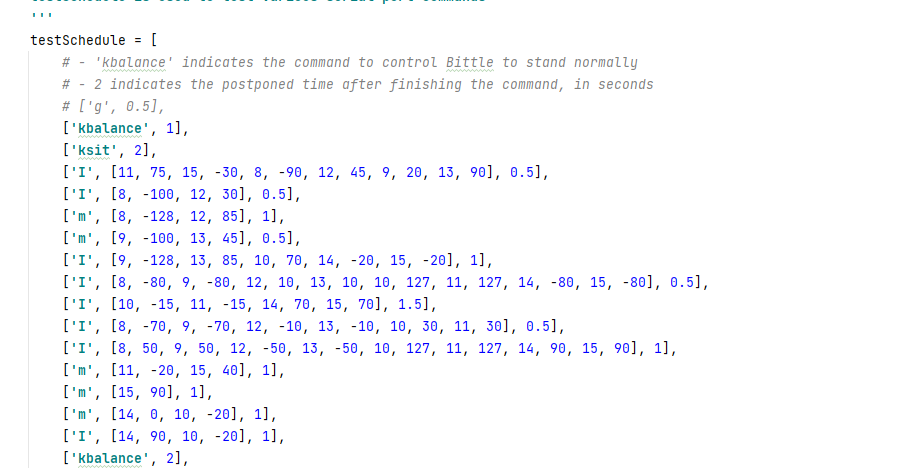 '''
testSchedule = [
# - 'kbalance' indicates the command to control Bittle to stand normally
# - 2 indicates the postponed time after finishing the command, in seconds
# ['g', 0.5],
['kbalance', 1],
['ksit', 2],
['I', [11, 75, 15, -30, 8, -90, 12, 45, 9, 20, 13, 90], 0.5],
['I', [8, -100, 12, 30], 0.5],
['m', [8, -128, 12, 85], 1],
['m', [9, -100, 13, 45], 0.5],
['I', [9, -128, 13, 85, 10, 70, 14, -20, 15, -20], 1],
['I', [8, -80, 9, -80, 12, 10, 13, 10, 10, 127, 11, 127, 14, -80, 15, -80], 0.5],
['I', [10, -15, 11, -15, 14, 70, 15, 70], 1.5],
['I', [8, -70, 9, -70, 12, -10, 13, -10, 10, 30, 11, 30], 0.5],
['I', [8, 50, 9, 50, 12, -50, 13, -50, 10, 127, 11, 127, 14, 90, 15, 90], 1],
['m', [11, -20, 15, 40], 1],
['m', [15, 90], 1],
['m', [14, 0, 10, -20], 1],
['I', [14, 90, 10, -20], 1],
['kbalance', 2],